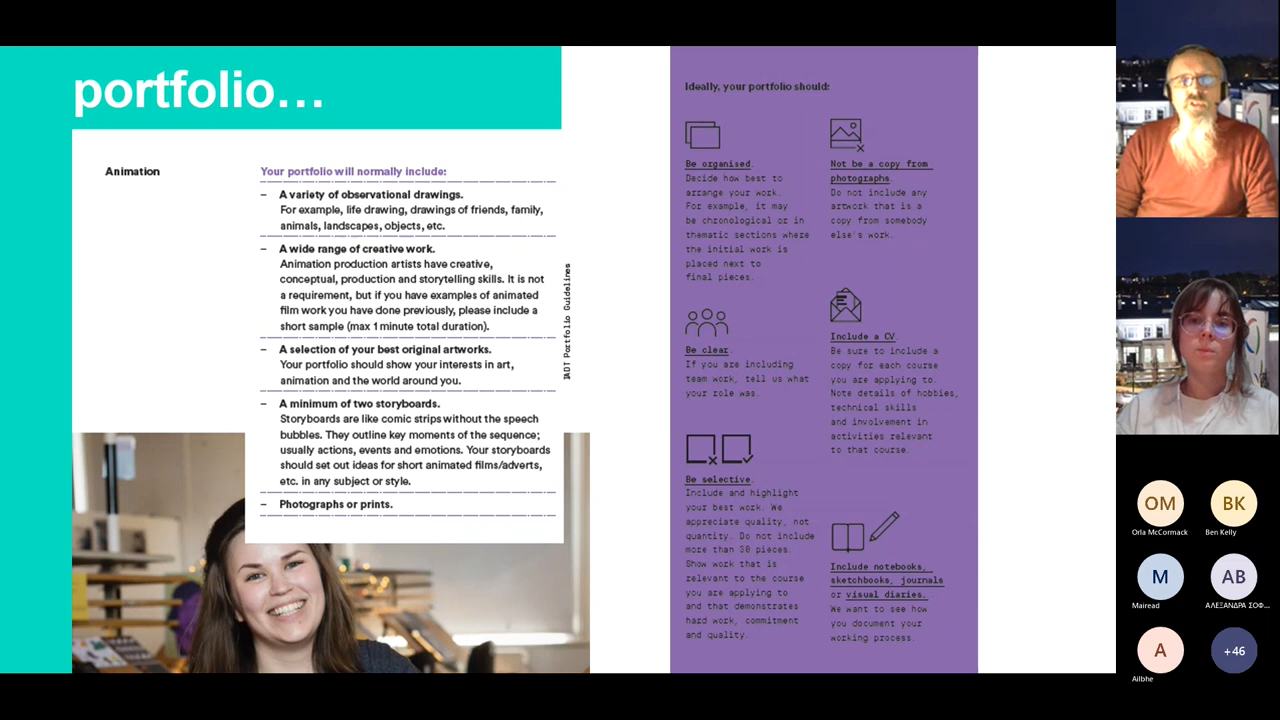 portfolio...
Animation
Your portfolio will normally include:
– A variety of observational drawings.
For example, life drawing, drawings of friends, family,
animals, landscapes, objects, etc.
– A wide range of creative work.
Animation production artists have creative,
conceptual, production and storytelling skills. It is not
a requirement, but if you have examples of animated
film work you have done previously, please include a
short sample (max 1 minute total duration).
– A selection of your best original artworks.
Your portfolio should show your interests in art,
animation and the world around you.
– A minimum of two storyboards.
Storyboards are like comic strips without the speech
bubbles. They outline key moments of the sequence;
usually actions, events and emotions. Your storyboards
should set out ideas for short animated films/adverts,
etc. in any subject or style.
– Photographs or prints.
IADT Portfolio Guidelines
Ideally, your portfolio should:
Be organised.
Decide how best to
arrange your work.
For example, it may
be chronological or in
thematic sections where
the initial work is
placed next to
final pieces.
Be clear.
If you are including
team work, tell us what
your role was.
Be selective.
Include and highlight
your best work. We
appreciate quality, not
quantity. Do not include
more than 30 pieces.
Show work that is
relevant to the course
you are applying to
and that demonstrates
hard work, commitment
and quality.
Not be a copy from
photographs.
Do not include any
artwork that is a
copy from somebody
else's work.
Include a CV.
Be sure to include a
copy for each course
you are applying to.
Note details of hobbies,
technical skills
and involvement in
activities relevant
to that course.
Include notebooks,
sketchbooks, journals
or visual diaries.
We want to see how
you document your
working process.
OM
Orla McCormack
BK
Ben Kelly
M
Mairead
AB
ΑΛΕΞΑΝΔΡΑ ΣΟΦ...
A
Ailbhe
+46